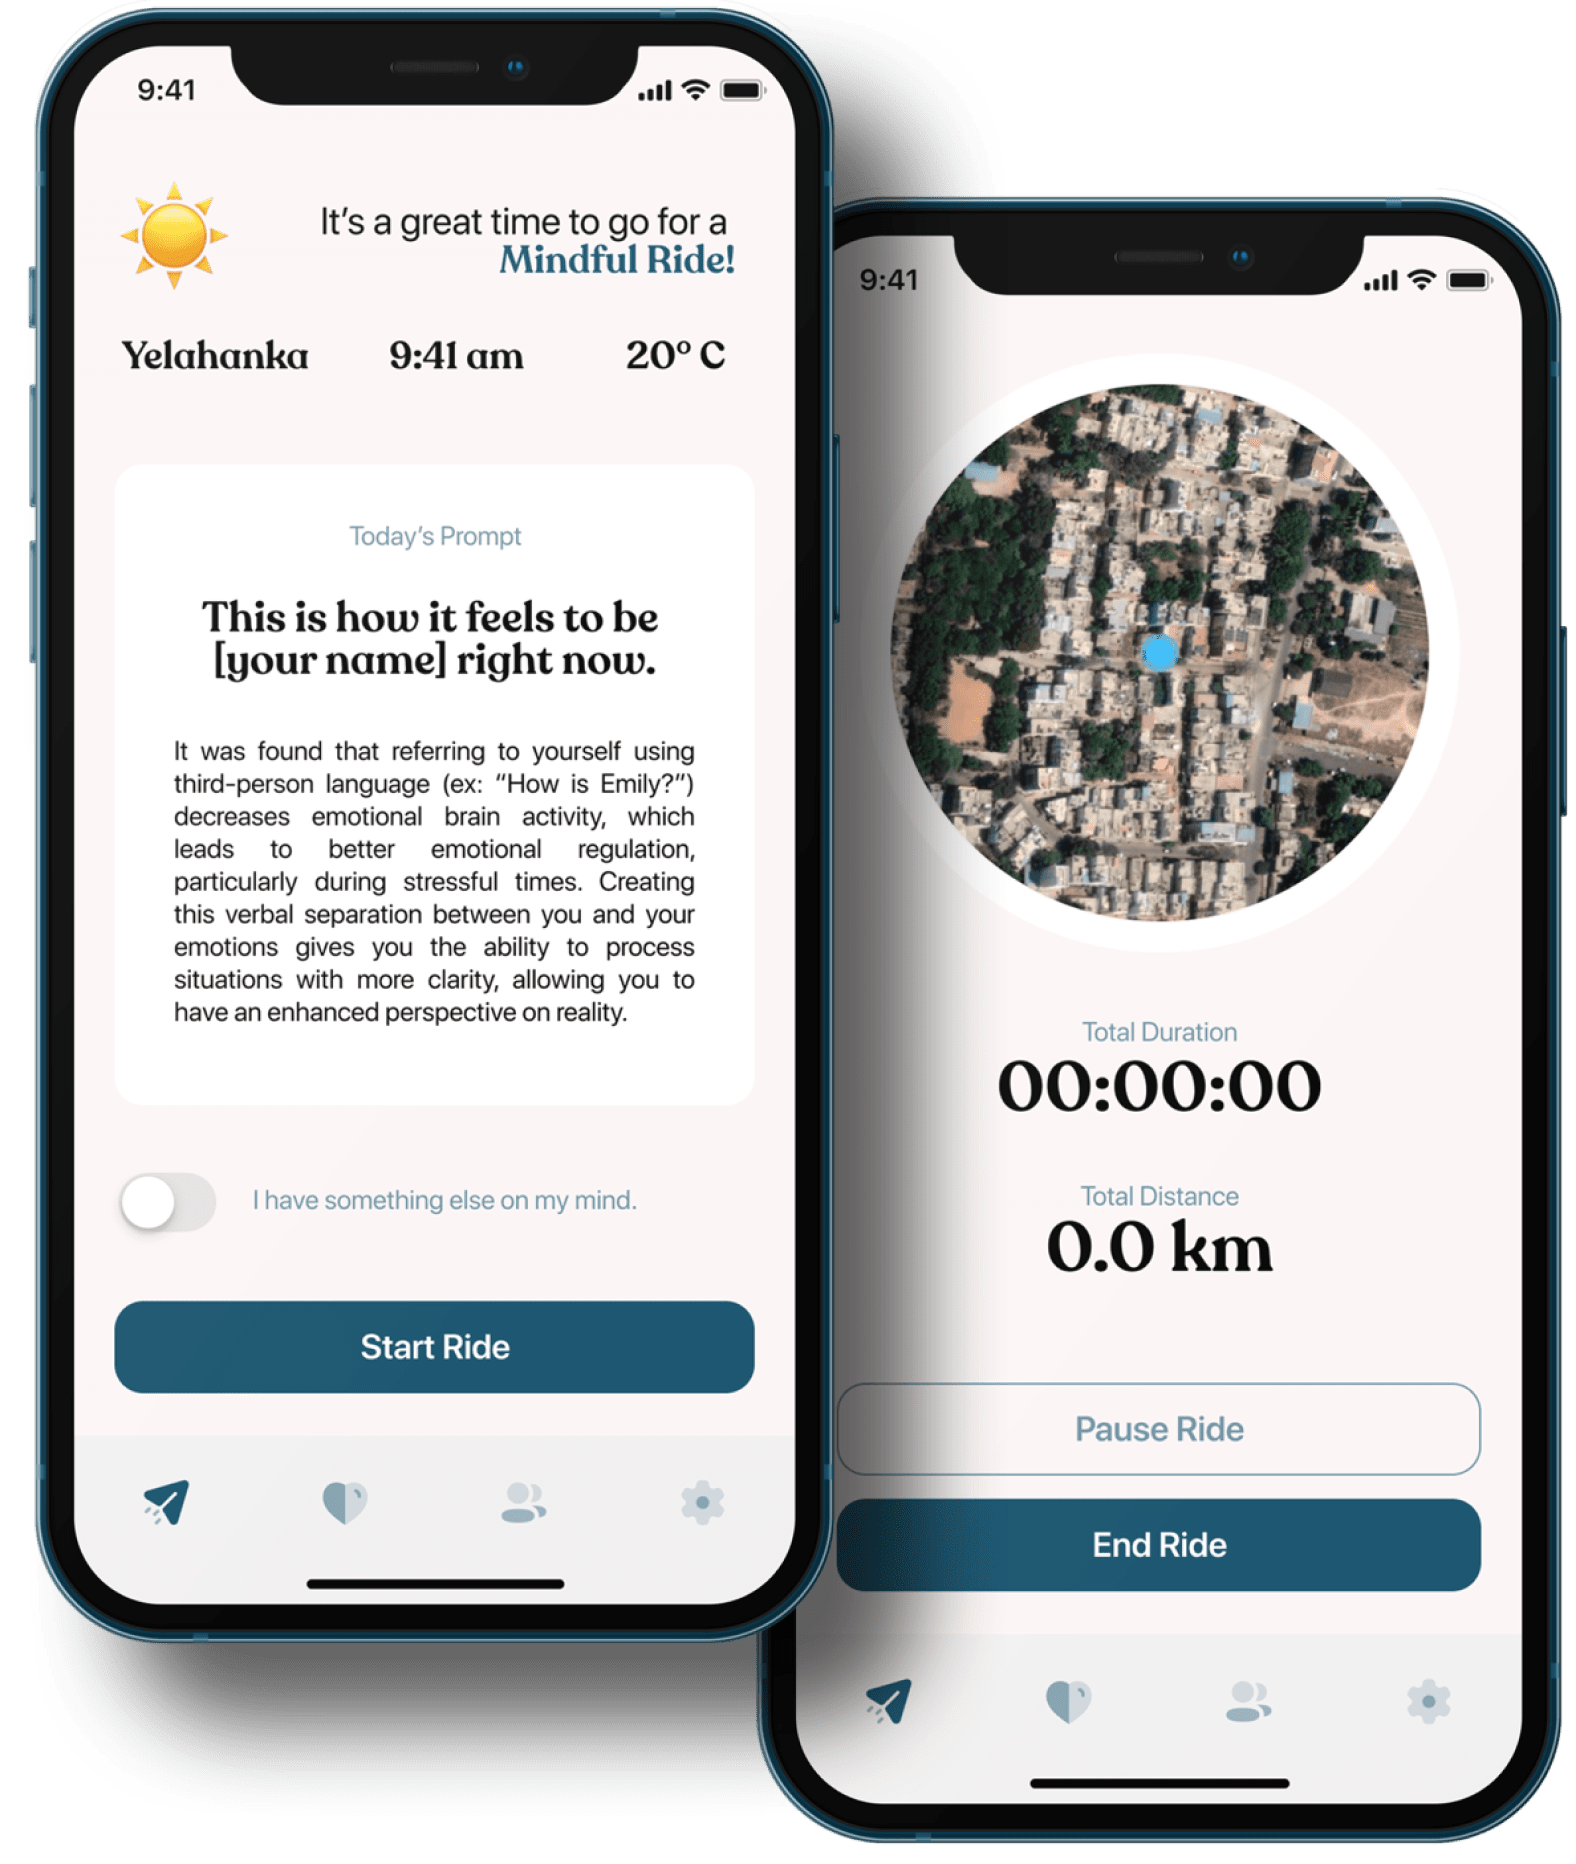 9:41
It’s a great time to go for a
Mindful Ride!
Yelahanka 9:41 am 20° C
Today’s Prompt
This is how it feels to be
[your name] right now.
It was found that referring to yourself using
third-person language (ex: “How is Emily?”)
decreases emotional brain activity, which
leads to better emotional regulation,
particularly during stressful times. Creating
this verbal separation between you and your
emotions gives you the ability to process
situations with more clarity, allowing you to
have an enhanced perspective on reality.
I have something else on my mind.
Start Ride
9:41
Total Duration
00:00:00
Total Distance
0.0 km
Pause Ride
End Ride